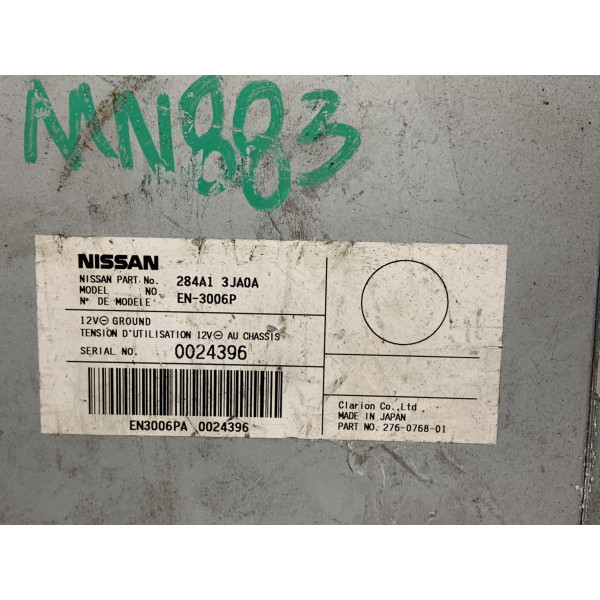 MN883
NISSAN
NISSAN PART No. 284A1 3JA0A
MODEL NO. EN-3006P
N° DE MODELE
12V⊖ GROUND
TENSION D'UTILISATION 12V⊖ AU CHASSIS
SERIAL NO. 0024396
EN3006PA 0024396
Clarion Co.,Ltd
MADE IN JAPAN
PART NO. 276-0768-01